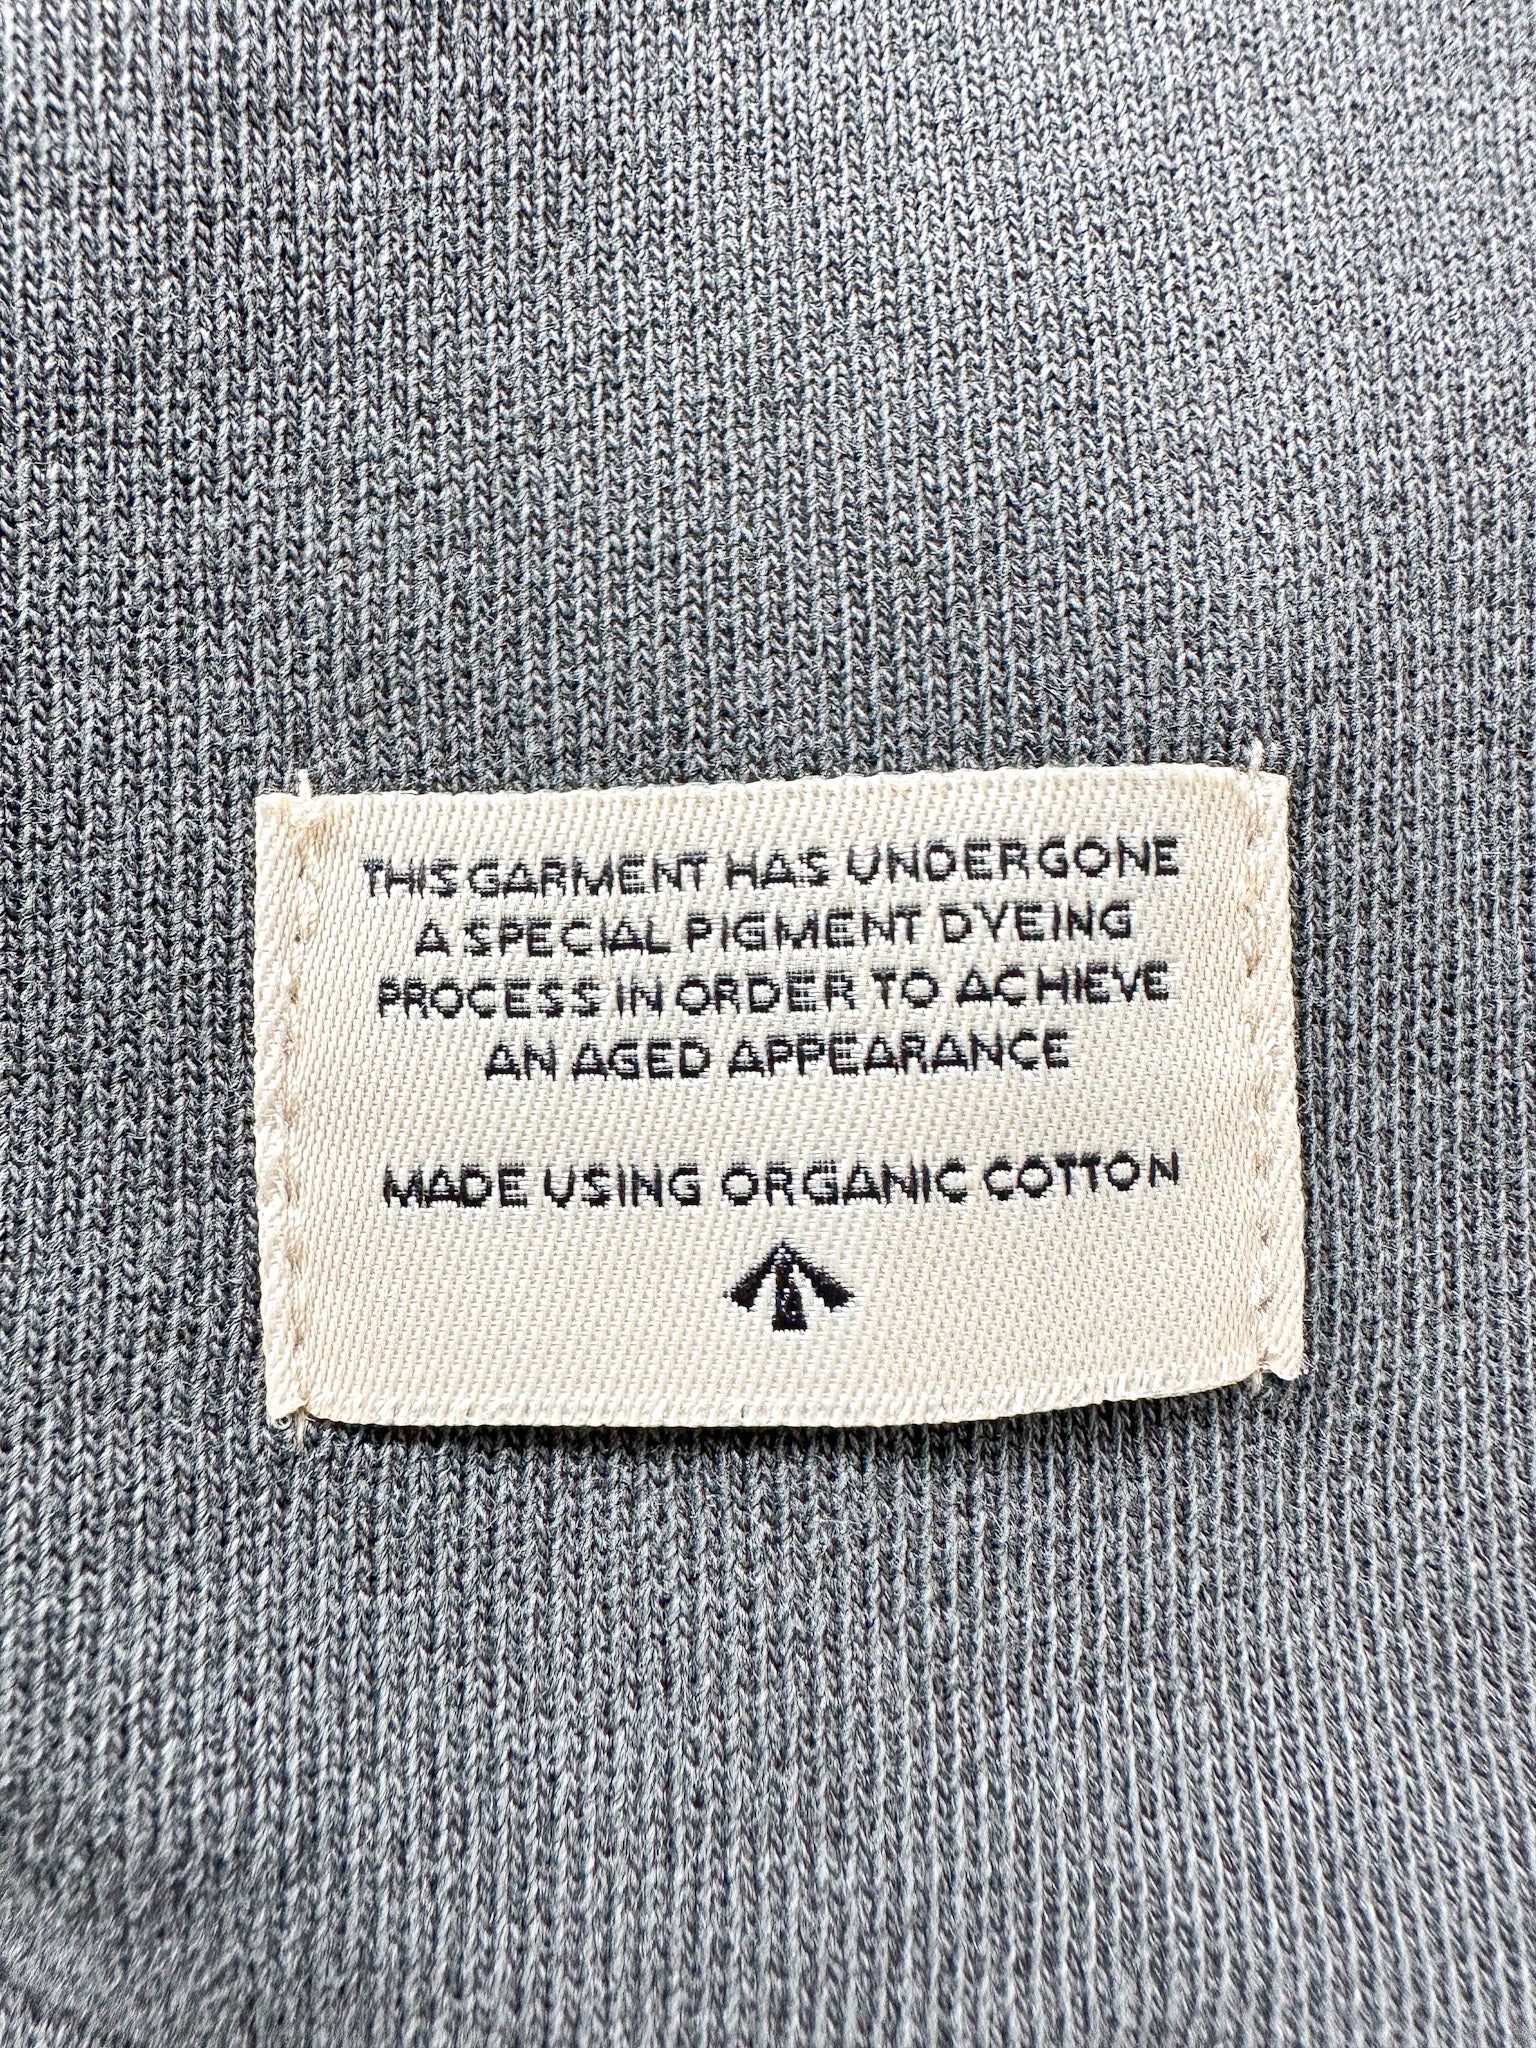 THIS GARMENT HAS UNDERGONE
A SPECIAL PIGMENT DYEING
PROCESS IN ORDER TO ACHIEVE
AN AGED APPEARANCE
MADE USING ORGANIC COTTON